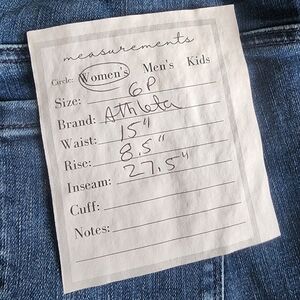 measurements
Circle: Women's Men's Kids
Size: 6P
Brand: Athleta
Waist: 15"
Rise: 8.5"
Inseam: 27.5"
Cuff:
Notes: